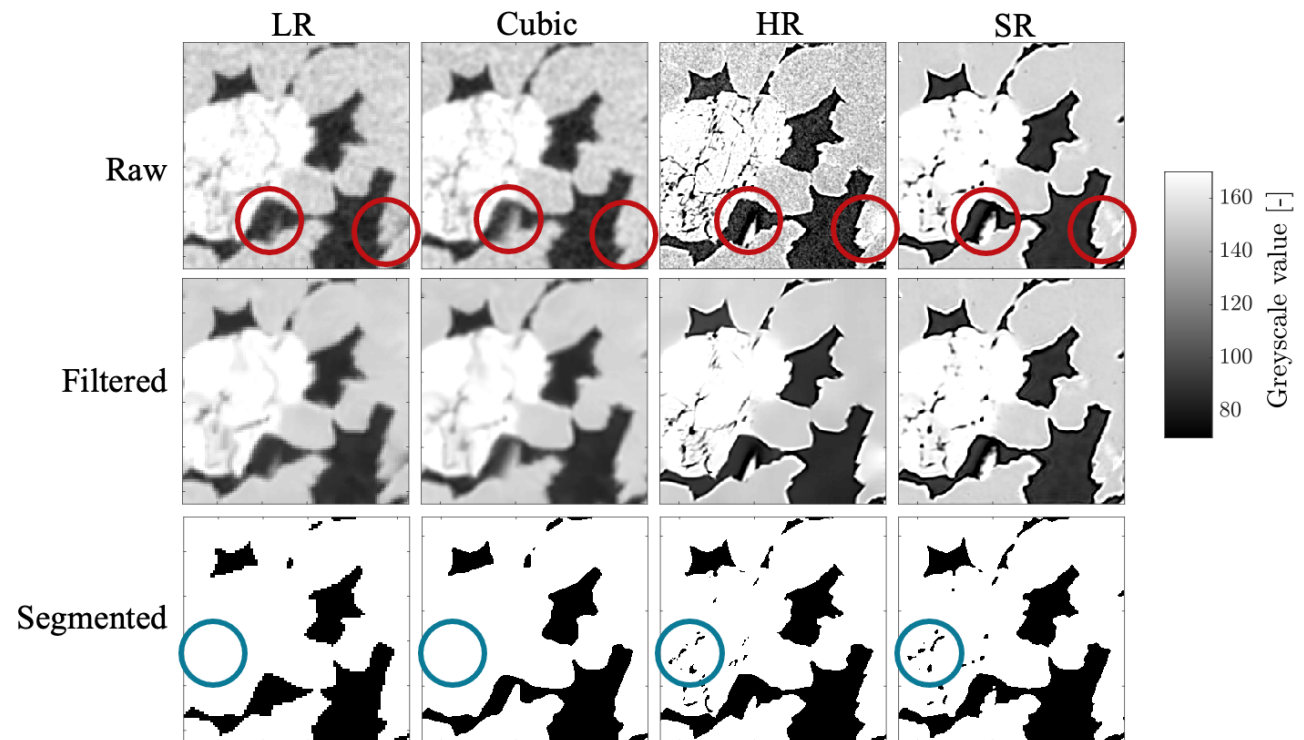 LR Cubic HR SR
Raw
Filtered
Segmented
160
140
120
100
80
Greyscale value [-]